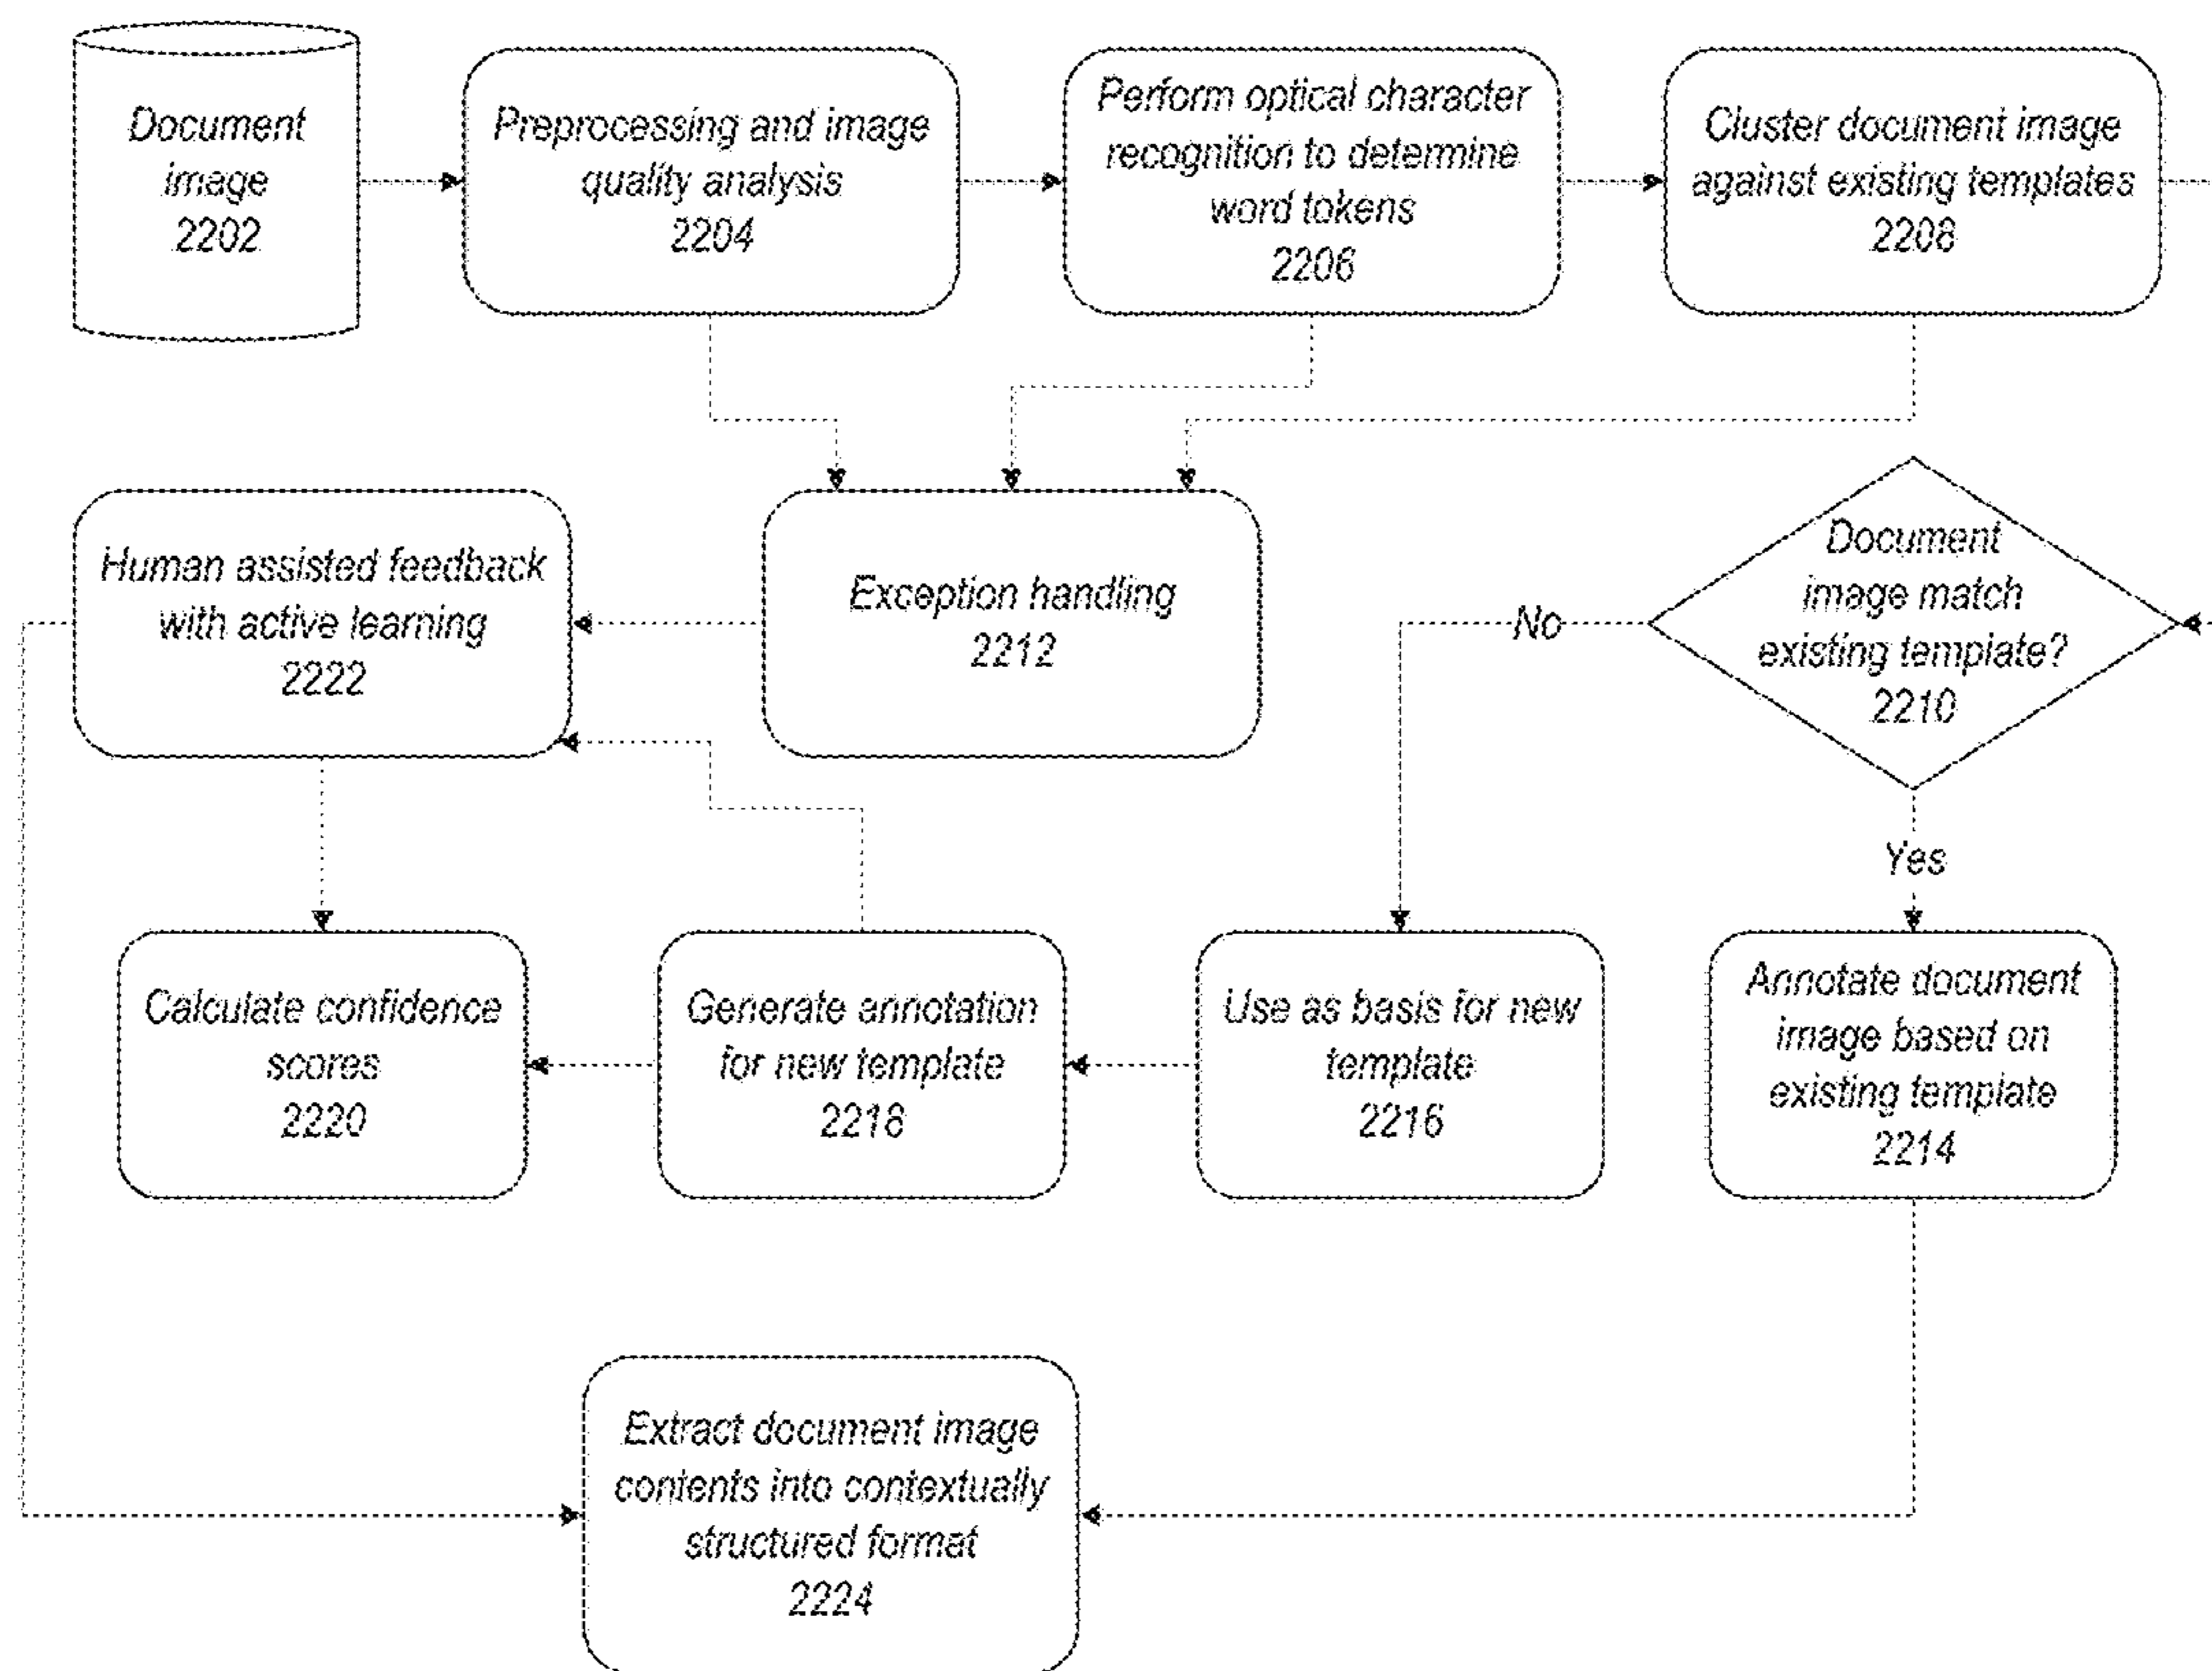 Document
image
2202
Preprocessing and image
quality analysis
2204
Perform optical character
recognition to determine
word tokens
2206
Cluster document image
against existing templates
2208
Human assisted feedback
with active learning
2222
Exception handling
2212
Document
image match
existing template?
2210
No
Yes
Calculate confidence
scores
2220
Generate annotation
for new template
2218
Use as basis for new
template
2216
Annotate document
image based on
existing template
2214
Extract document image
contents into contextually
structured format
2224